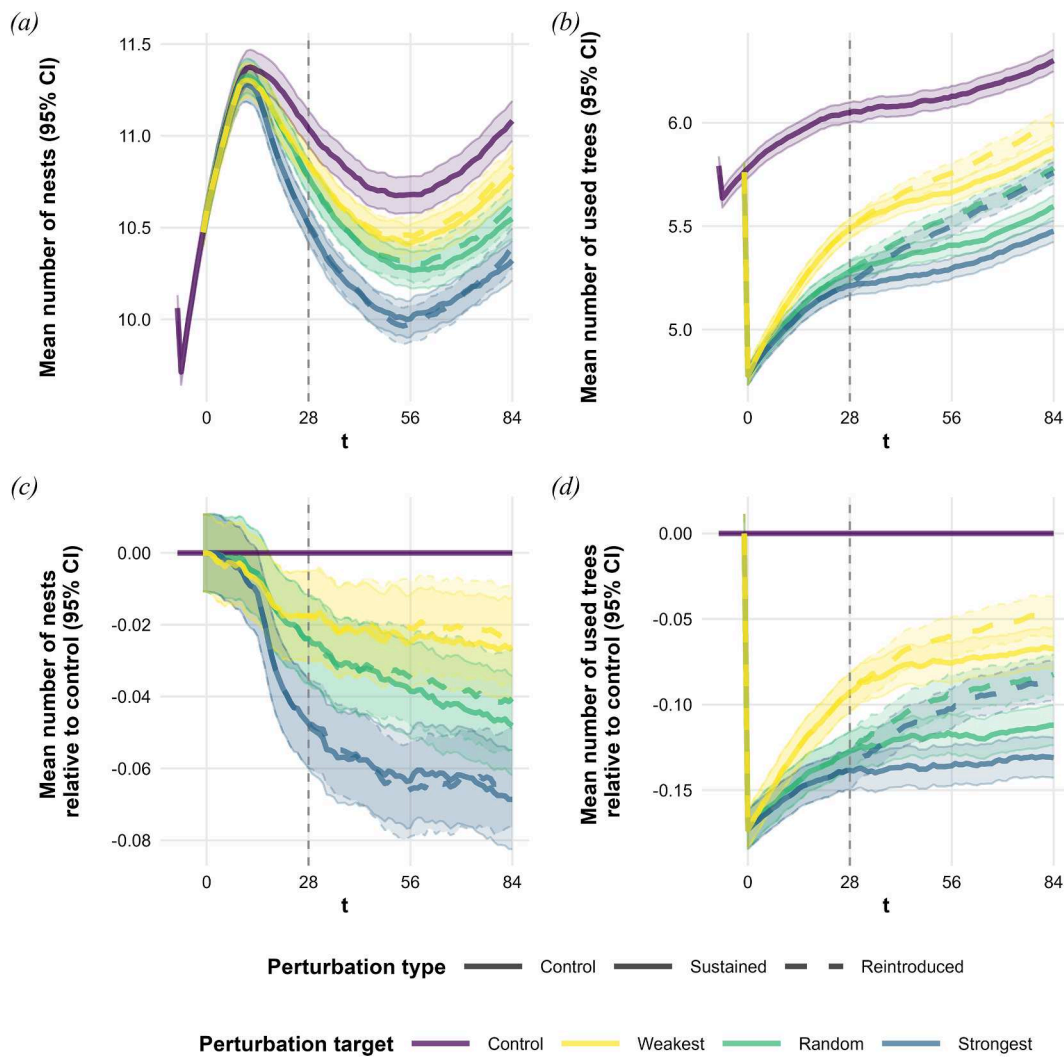 (a)
Mean number of nests (95% CI)
11.5
11.0
10.5
10.0
0 28 56 84
t
(b)
Mean number of used trees (95% CI)
6.0
5.5
5.0
0 28 56 84
t
(c)
Mean number of nests
relative to control (95% CI)
0.00
-0.02
-0.04
-0.06
-0.08
0 28 56 84
t
(d)
Mean number of used trees
relative to control (95% CI)
0.00
-0.05
-0.10
-0.15
0 28 56 84
t
Perturbation type Control Sustained Reintroduced
Perturbation target Control Weakest Random Strongest